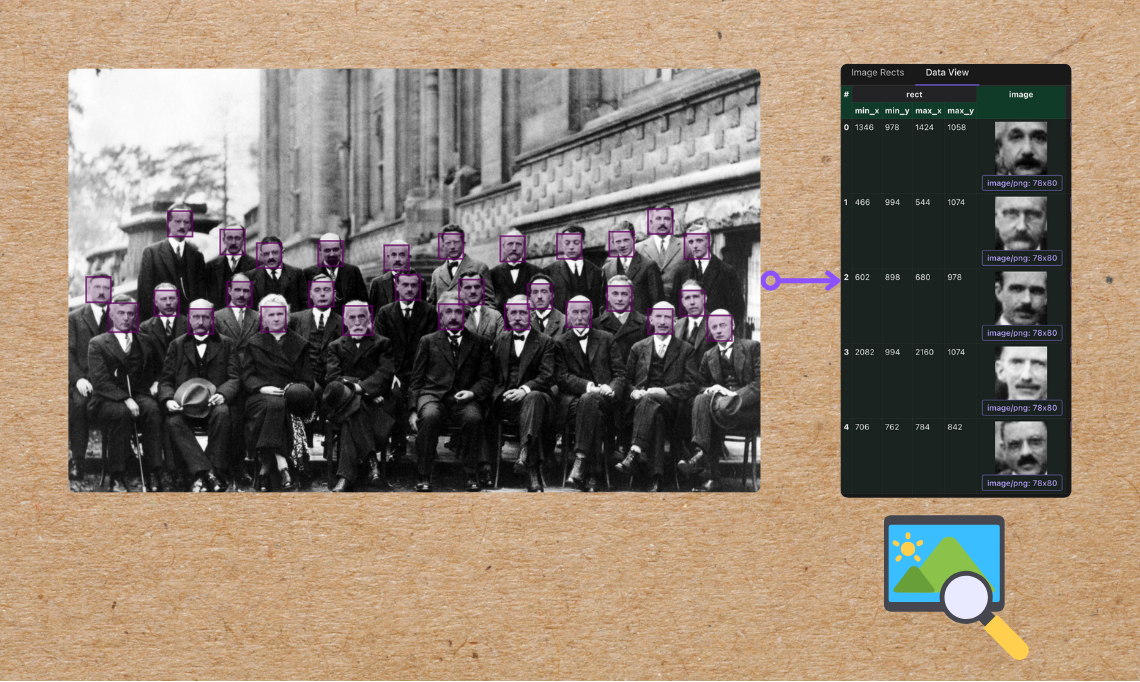 Image Rects Data View
# rect image
min_x min_y max_x max_y
0 1346 978 1424 1058
image/png: 78x80
1 466 994 544 1074
image/png: 78x80
2 602 898 680 978
image/png: 78x80
3 2082 994 2160 1074
image/png: 78x80
4 706 762 784 842
image/png: 78x80